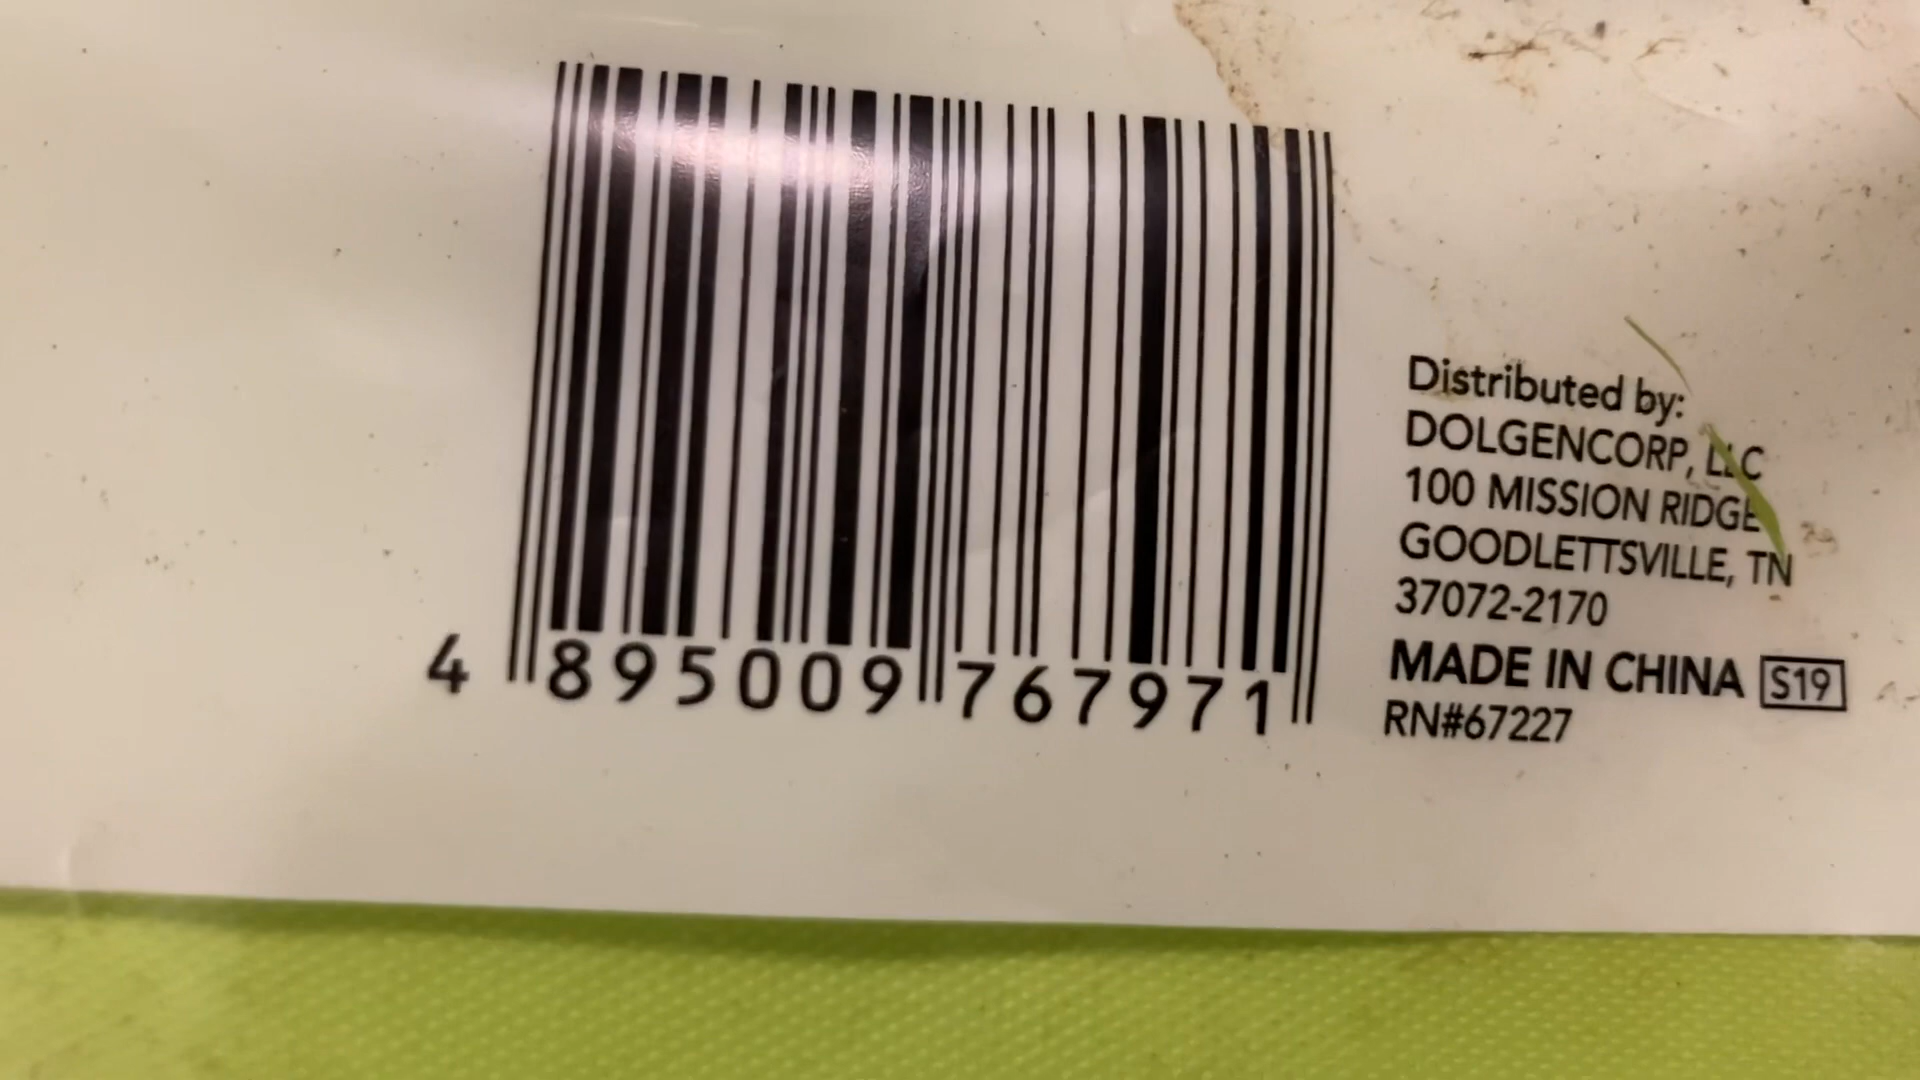 4 895009 767971
Distributed by:
DOLGENCORP, LLC
100 MISSION RIDGE
GOODLETTSVILLE, TN
37072-2170
MADE IN CHINA S19
RN#67227